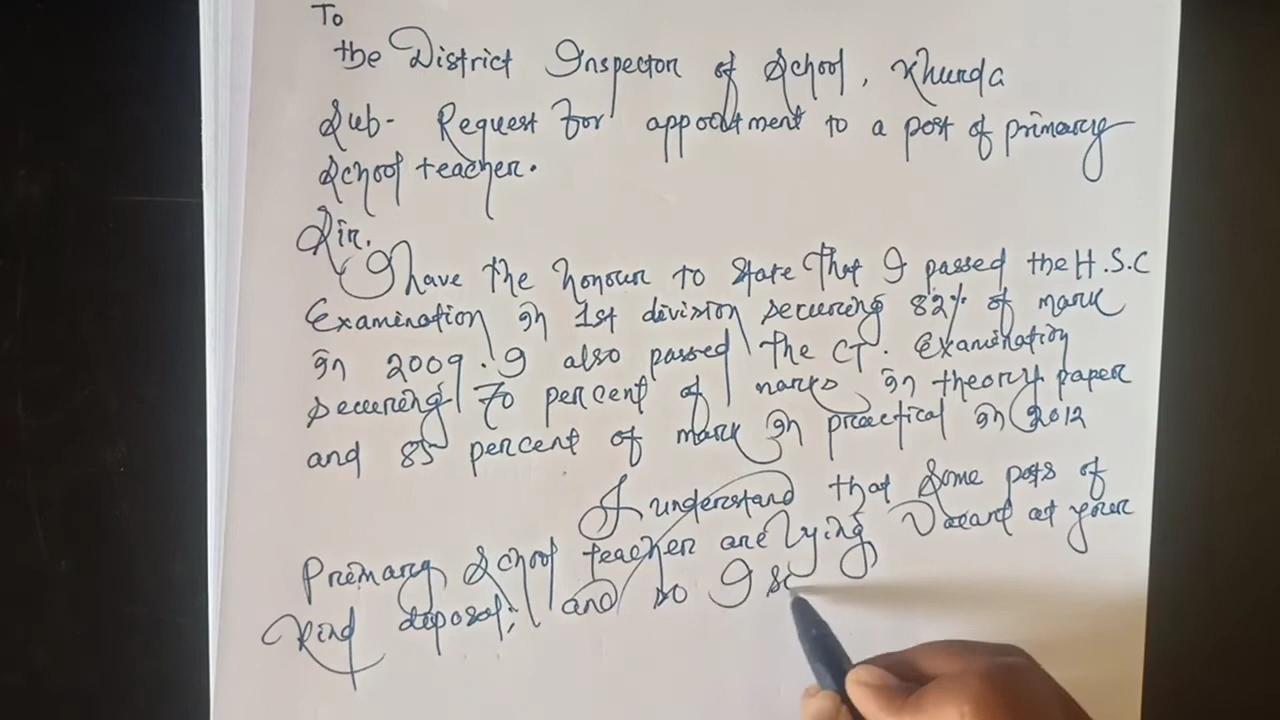 To
the District Inspector of School, Khurda
Sub- Request for appointment to a post of primary
School teacher.
Sir,
I have the honour to state that I passed the H.S.C
Examination in 1st division securing 82% of mark
in 2009. I also passed the CT. Examination
securing 70 percent of marks in theory paper
and 85 percent of mark in practical in 2012
I understand that some posts of
Primary School teacher are lying Vacant at your
kind deposal; and so I so